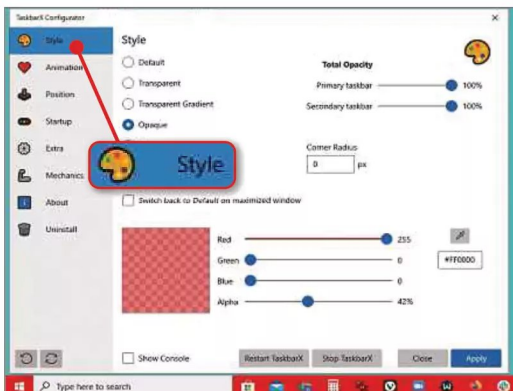 TaskbarX Configurator
Style
Style
Animation
Position
Startup
Extra
Mechanics
About
Uninstall
Default
Transparent
Transparent Gradient
Opaque
Style
Switch back to Default on maximized window
Total Opacity
Primary taskbar 100%
Secondary taskbar 100%
Corner Radius
0 px
Red 255
Green 0
Blue 0
Alpha 42%
#FF0000
Show Console
Restart TaskbarX
Stop TaskbarX
Close
Apply
Type here to search